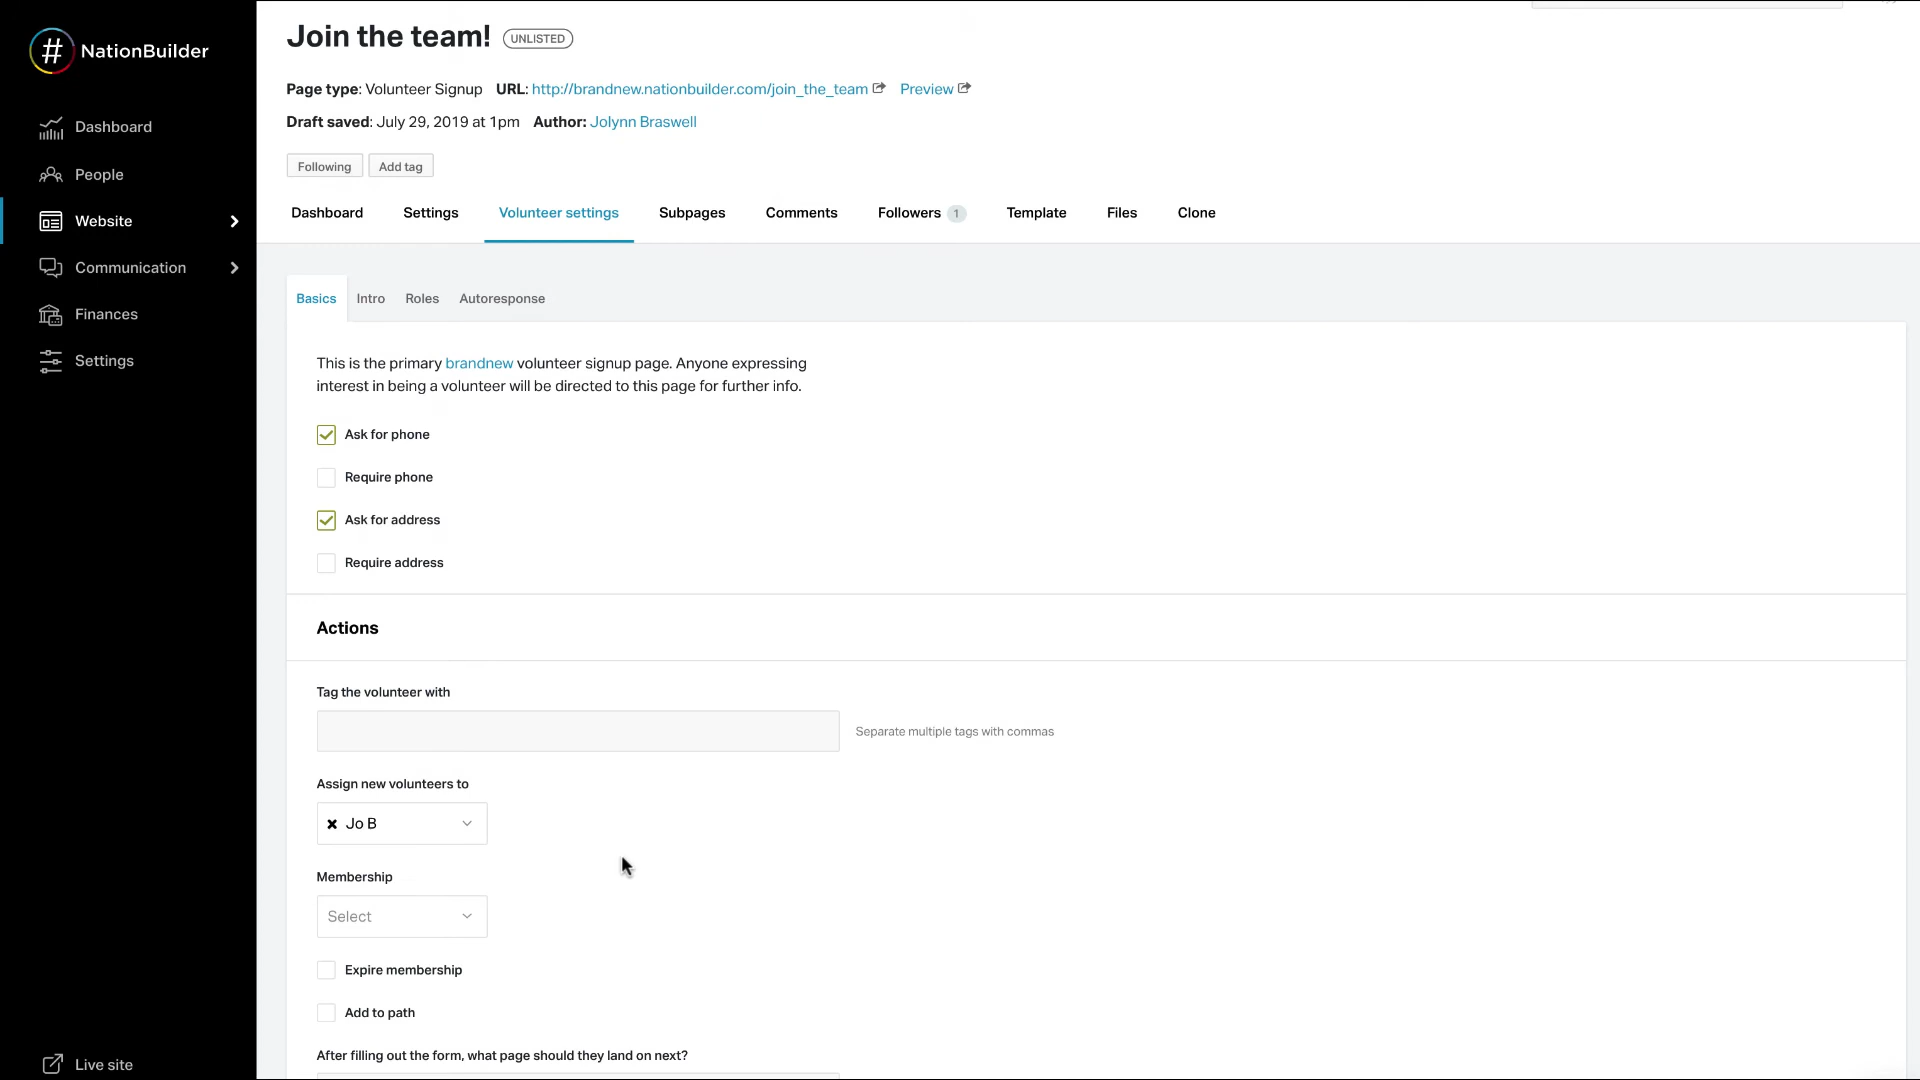 NationBuilder
Dashboard
People
Website
Communication
Finances
Settings
Live site
Join the team! UNLISTED
Page type: Volunteer Signup URL: http://brandnew.nationbuilder.com/join_the_team Preview
Draft saved: July 29, 2019 at 1pm Author: Jolynn Braswell
Following Add tag
Dashboard Settings Volunteer settings Subpages Comments Followers 1 Template Files Clone
Basics Intro Roles Autoresponse
This is the primary brandnew volunteer signup page. Anyone expressing
interest in being a volunteer will be directed to this page for further info.
Ask for phone
Require phone
Ask for address
Require address
Actions
Tag the volunteer with
Separate multiple tags with commas
Assign new volunteers to
Jo B
Membership
Select
Expire membership
Add to path
After filling out the form, what page should they land on next?